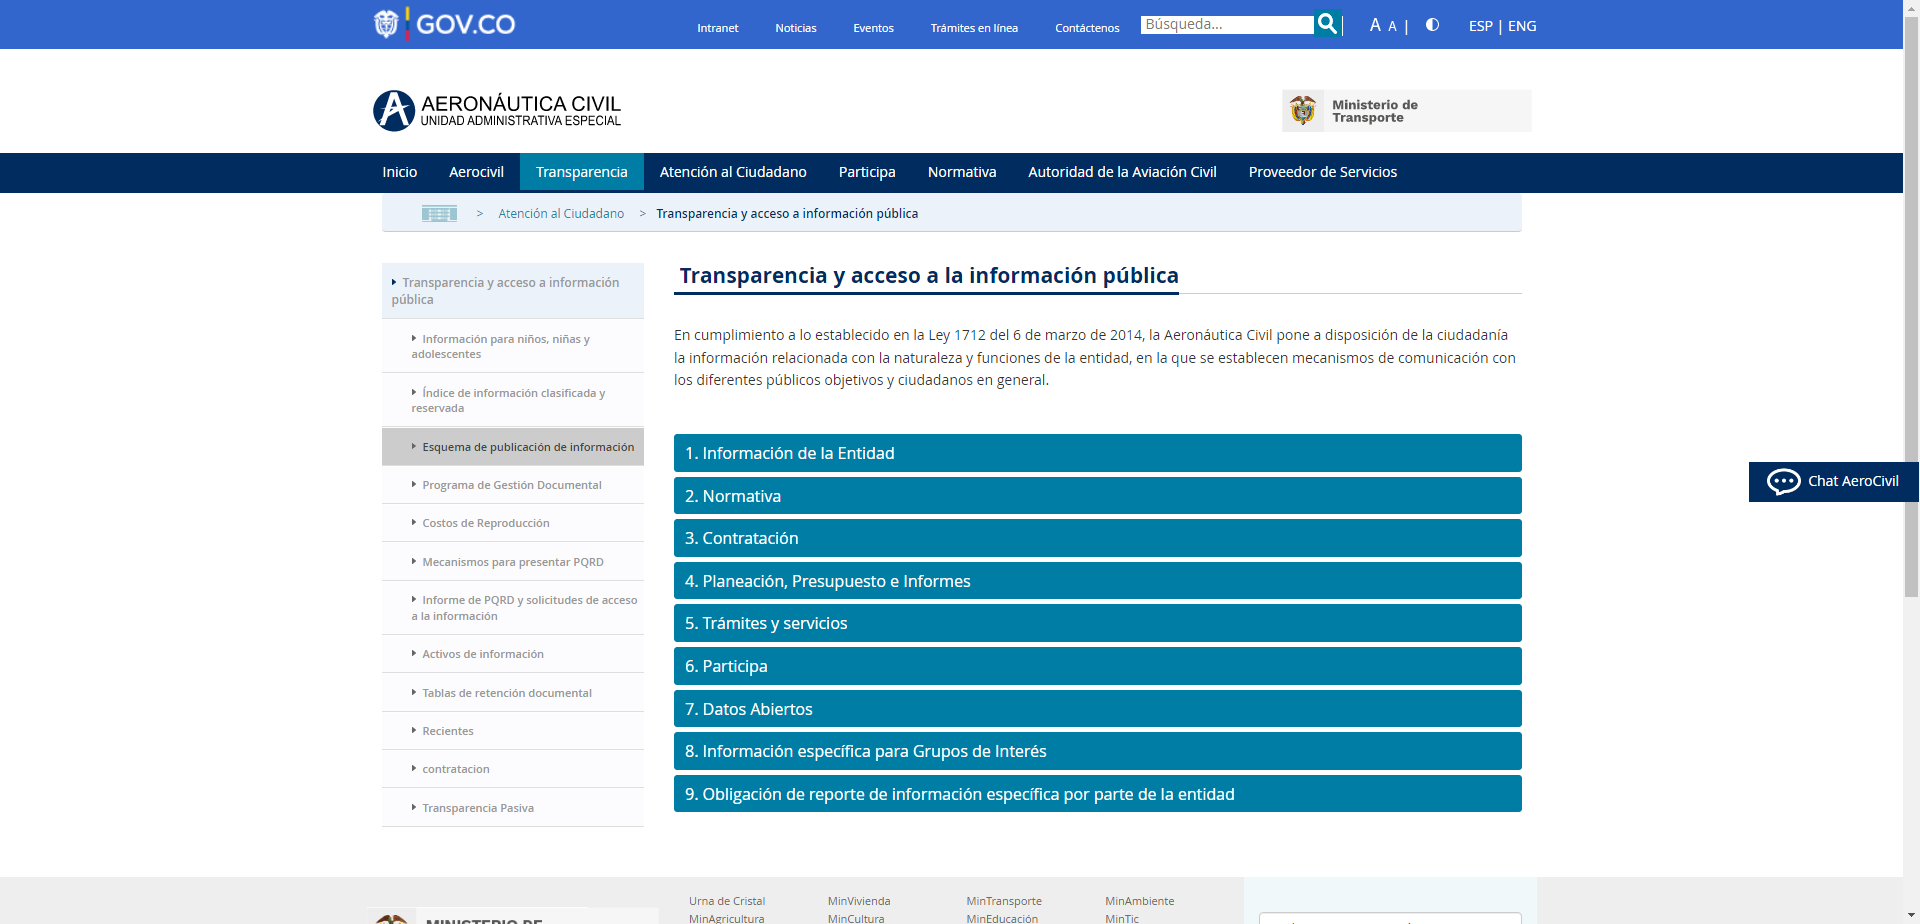 GOV.CO
Intranet
Noticias
Eventos
Trámites en línea
Contáctenos
Búsqueda...
A A |
ESP | ENG
AERONÁUTICA CIVIL
UNIDAD ADMINISTRATIVA ESPECIAL
Ministerio de
Transporte
Inicio
Aerocivil
Transparencia
Atención al Ciudadano
Participa
Normativa
Autoridad de la Aviación Civil
Proveedor de Servicios
> Atención al Ciudadano > Transparencia y acceso a información pública
Transparencia y acceso a información
pública
Información para niños, niñas y
adolescentes
Índice de información clasificada y
reservada
Esquema de publicación de información
Programa de Gestión Documental
Costos de Reproducción
Mecanismos para presentar PQRD
Informe de PQRD y solicitudes de acceso
a la información
Activos de información
Tablas de retención documental
Recientes
contratacion
Transparencia Pasiva
Transparencia y acceso a la información pública
En cumplimiento a lo establecido en la Ley 1712 del 6 de marzo de 2014, la Aeronáutica Civil pone a disposición de la ciudadanía
la información relacionada con la naturaleza y funciones de la entidad, en la que se establecen mecanismos de comunicación con
los diferentes públicos objetivos y ciudadanos en general.
1. Información de la Entidad
2. Normativa
3. Contratación
4. Planeación, Presupuesto e Informes
5. Trámites y servicios
6. Participa
7. Datos Abiertos
8. Información específica para Grupos de Interés
9. Obligación de reporte de información específica por parte de la entidad
Chat AeroCivil
MINISTERIO DE
Urna de Cristal
MinAgricultura
MinVivienda
MinCultura
MinTransporte
MinEducación
MinAmbiente
MinTic